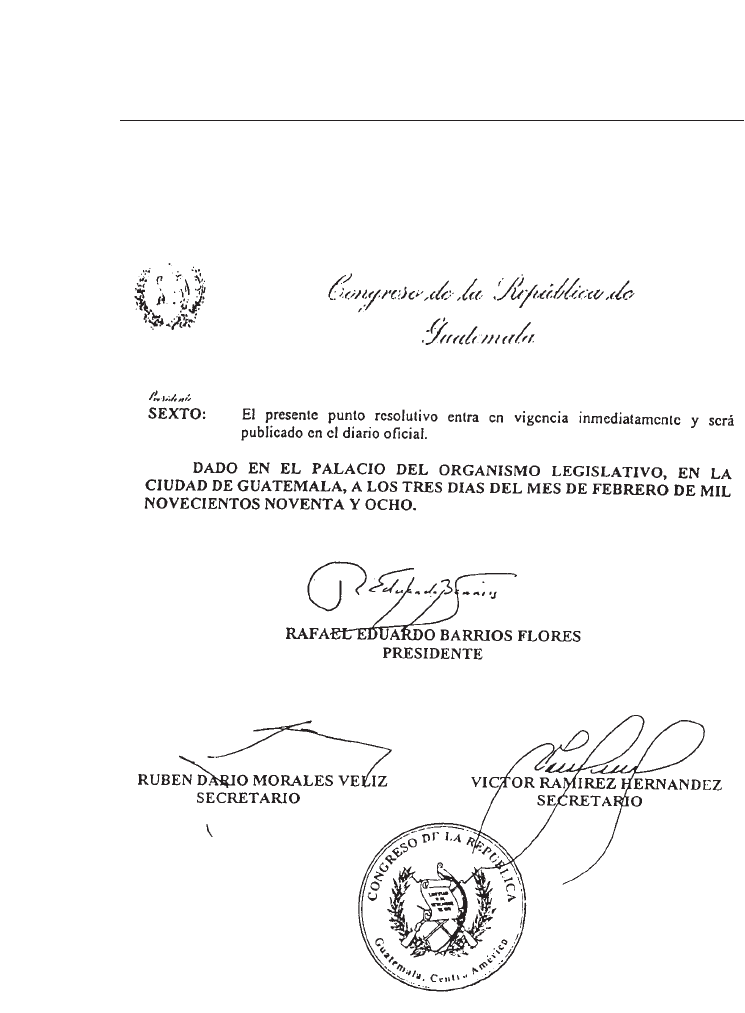 Congreso de la República de
Guatemala
Presidente
SEXTO: El presente punto resolutivo entra en vigencia inmediatamente y será
publicado en el diario oficial.
DADO EN EL PALACIO DEL ORGANISMO LEGISLATIVO, EN LA
CIUDAD DE GUATEMALA, A LOS TRES DIAS DEL MES DE FEBRERO DE MIL
NOVECIENTOS NOVENTA Y OCHO.
R Eduardo Barrios
RAFAEL EDUARDO BARRIOS FLORES
PRESIDENTE
RUBEN DARIO MORALES VELIZ
SECRETARIO
VICTOR RAMIREZ HERNANDEZ
SECRETARIO
CONGRESO DE LA REPUBLICA
Guatemala, Centro América